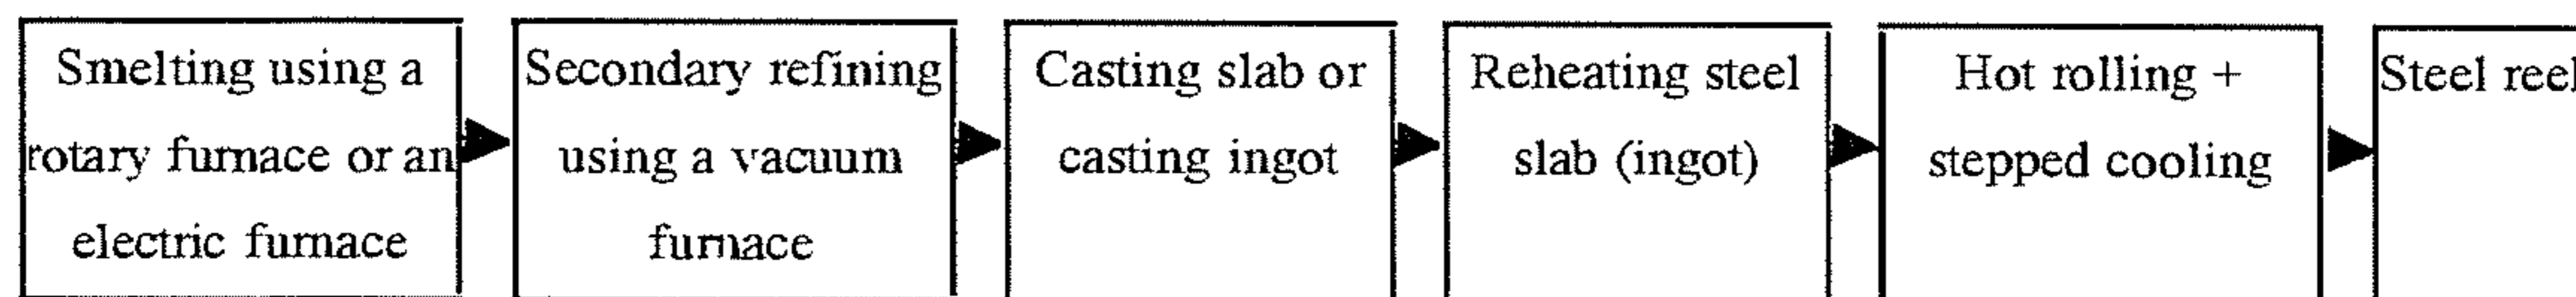 Smelting using a
rotary furnace or an
electric furnace
Secondary refining
using a vacuum
furnace
Casting slab or
casting ingot
Reheating steel
slab (ingot)
Hot rolling +
stepped cooling
Steel reel